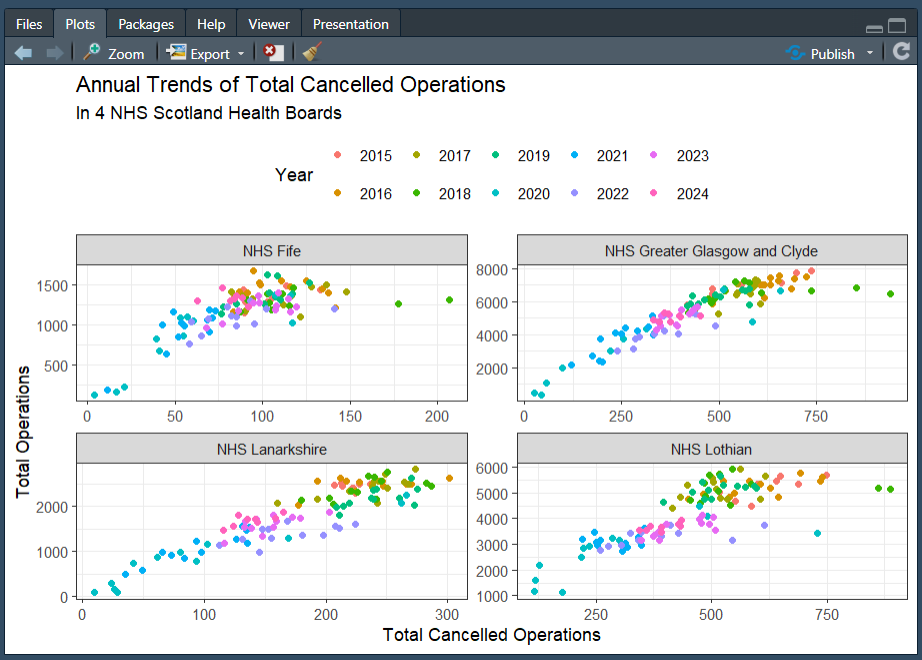 Files Plots Packages Help Viewer Presentation
Zoom Export Publish
Annual Trends of Total Cancelled Operations
In 4 NHS Scotland Health Boards
Year
2015 2017 2019 2021 2023
2016 2018 2020 2022 2024
NHS Fife
1500
1000
500
0 50 100 150 200
NHS Greater Glasgow and Clyde
8000
6000
4000
2000
0 250 500 750
NHS Lanarkshire
2000
1000
0
0 100 200 300
NHS Lothian
6000
5000
4000
3000
2000
1000
250 500 750
Total Operations
Total Cancelled Operations